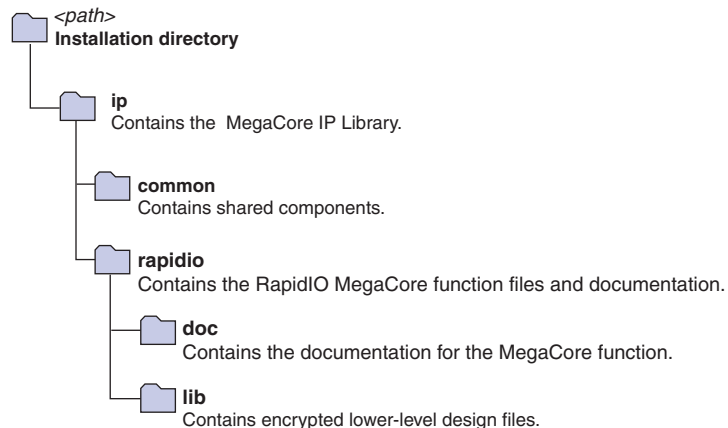 <path>
Installation directory
ip
Contains the MegaCore IP Library.
common
Contains shared components.
rapidio
Contains the RapidIO MegaCore function files and documentation.
doc
Contains the documentation for the MegaCore function.
lib
Contains encrypted lower-level design files.